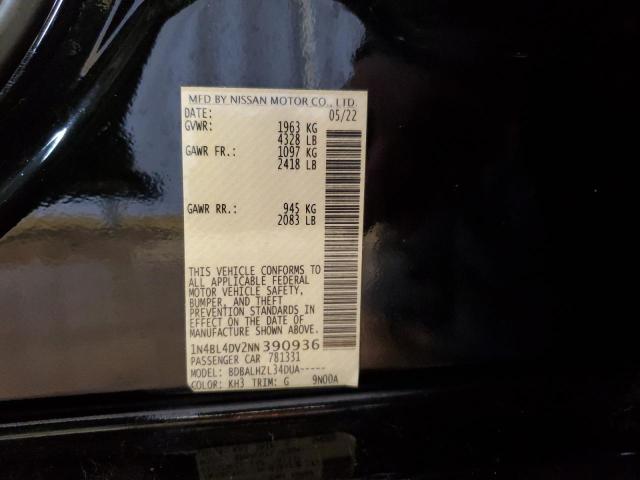 MFD BY NISSAN MOTOR CO., LTD.
DATE: 05/22
GVWR: 1963 KG
4328 LB
GAWR FR.: 1097 KG
2418 LB
GAWR RR.: 945 KG
2083 LB
THIS VEHICLE CONFORMS TO
ALL APPLICABLE FEDERAL
MOTOR VEHICLE SAFETY,
BUMPER, AND THEFT
PREVENTION STANDARDS IN
EFFECT ON THE DATE OF
MANUFACTURE SHOWN ABOVE.
1N4BL4DV2NN 390936
PASSENGER CAR 781331
MODEL: BDBALHZL34DUA-----
COLOR: KH3 TRIM: G 9N00A